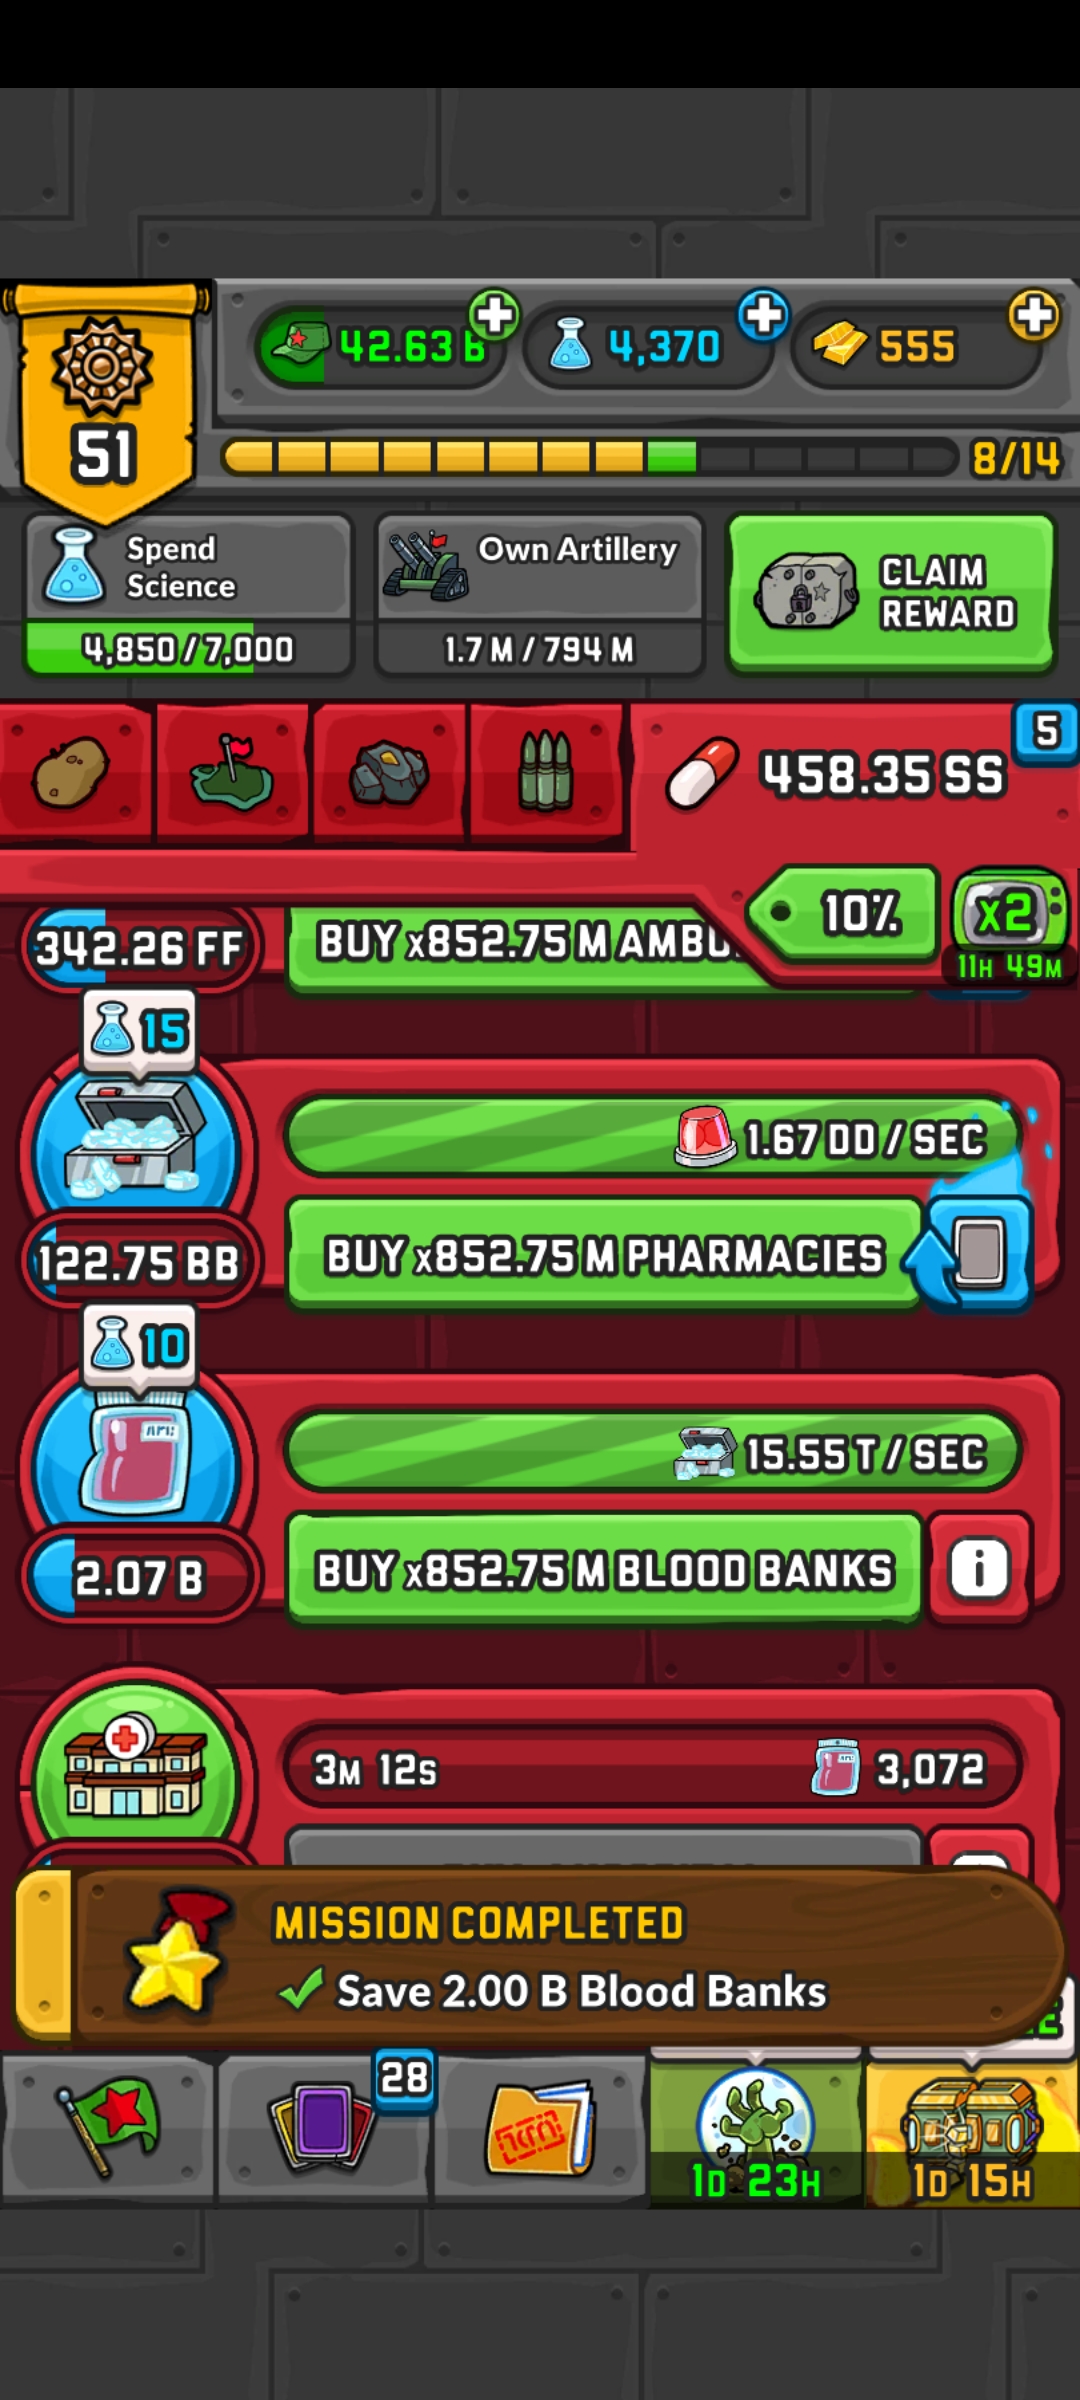 51
42.63 B
4,370
555
8/14
Spend
Science
4,850/7,000
Own Artillery
1.7 M / 794 M
CLAIM
REWARD
458.35 SS
5
10%
x2
11H 49M
342.26 FF
BUY x852.75 M
15
1.67 DD / SEC
122.75 BB
BUY x852.75 M PHARMACIES
10
15.55 T / SEC
2.07 B
BUY x852.75 M BLOOD BANKS
i
3M 12S
3,072
MISSION COMPLETED
Save 2.00 B Blood Banks
28
1D 23H
1D 15H